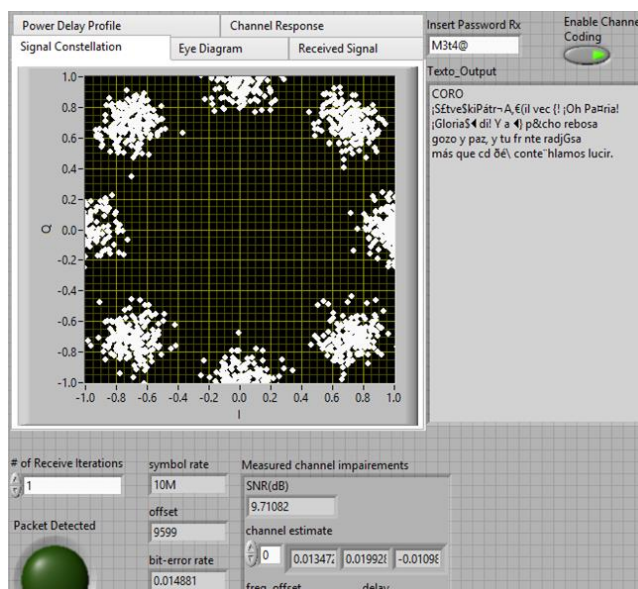 Power Delay Profile
Channel Response
Signal Constellation
Eye Diagram
Received Signal
Insert Password Rx
Enable Channe
Coding
M3t4@
Texto_Output
CORO
¡S£tve$kiPátr¬A,€(il vec {! ¡Oh Pa¤ria!
¡Gloria$ di! Y a p&cho rebosa
gozo y paz, y tu fr nte radjGsa
más que cd ðé\ conte¨hlamos lucir.
1.0
0.8
0.6
0.4
0.2
0.0
-0.2
-0.4
-0.6
-0.8
-1.0
Q
-1.0 -0.8 -0.6 -0.4 -0.2 0.0 0.2 0.4 0.6 0.8 1.0
I
# of Receive Iterations
1
Packet Detected
symbol rate
10M
offset
9599
bit-error rate
0.014881
Measured channel impairements
SNR(dB)
9.71082
channel estimate
0 0.01347 0.01992 -0.0109
freq. offset delay